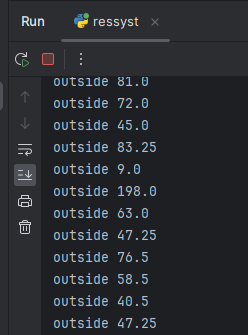 Run
ressyst
outside 81.0
outside 72.0
outside 45.0
outside 83.25
outside 9.0
outside 198.0
outside 63.0
outside 47.25
outside 76.5
outside 58.5
outside 40.5
outside 47.25